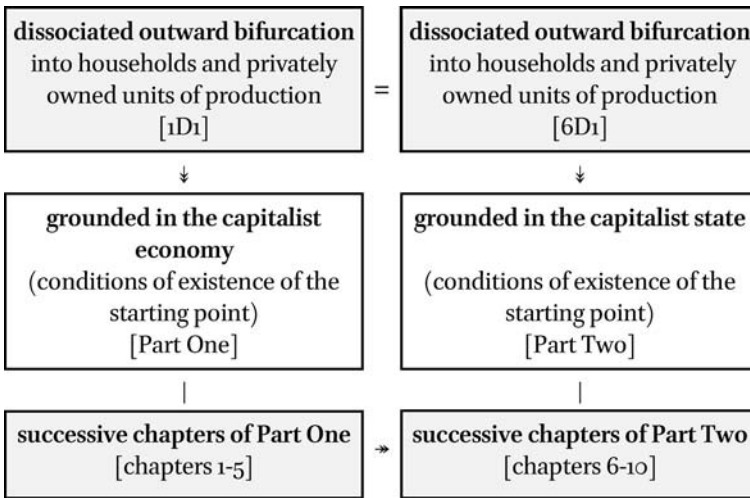 dissociated outward bifurcation
into households and privately
owned units of production
[1D1]
=
dissociated outward bifurcation
into households and privately
owned units of production
[6D1]
↡
↡
grounded in the capitalist
economy
(conditions of existence of the
starting point)
[Part One]
grounded in the capitalist state
(conditions of existence of the
starting point)
[Part Two]
|
|
successive chapters of Part One
[chapters 1-5]
↠
successive chapters of Part Two
[chapters 6-10]